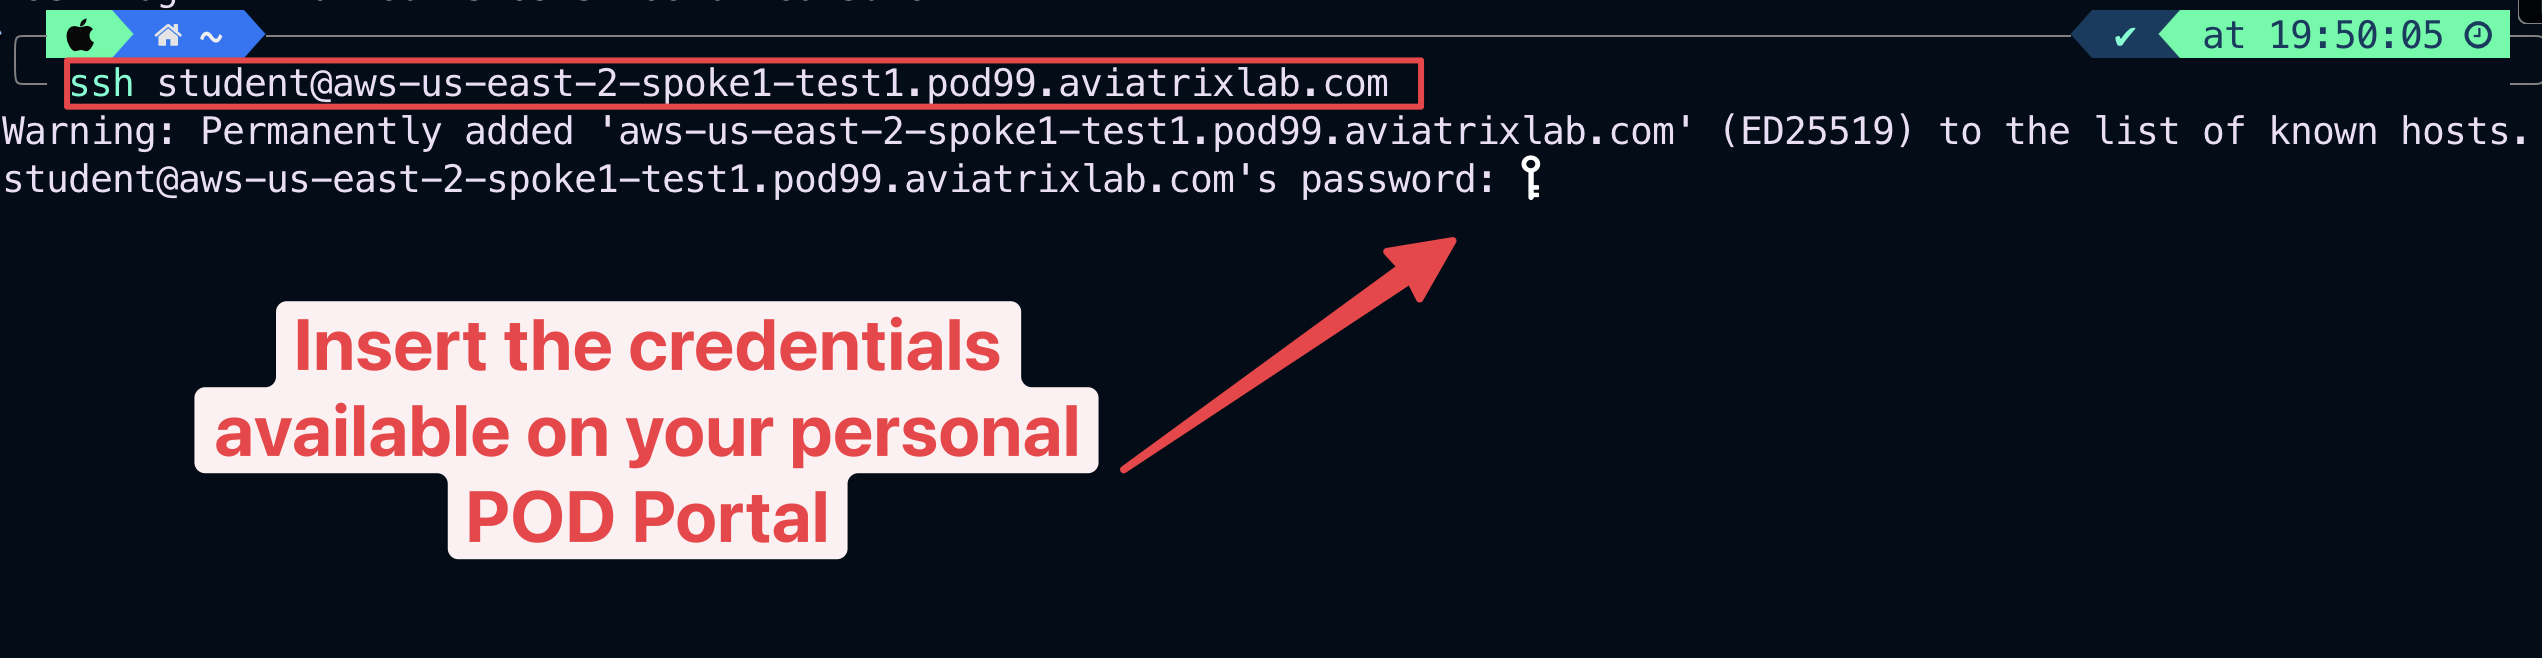 ~ ✔ at 19:50:05
ssh student@aws-us-east-2-spoke1-test1.pod99.aviatrixlab.com
Warning: Permanently added 'aws-us-east-2-spoke1-test1.pod99.aviatrixlab.com' (ED25519) to the list of known hosts.
student@aws-us-east-2-spoke1-test1.pod99.aviatrixlab.com's password:
Insert the credentials
available on your personal
POD Portal